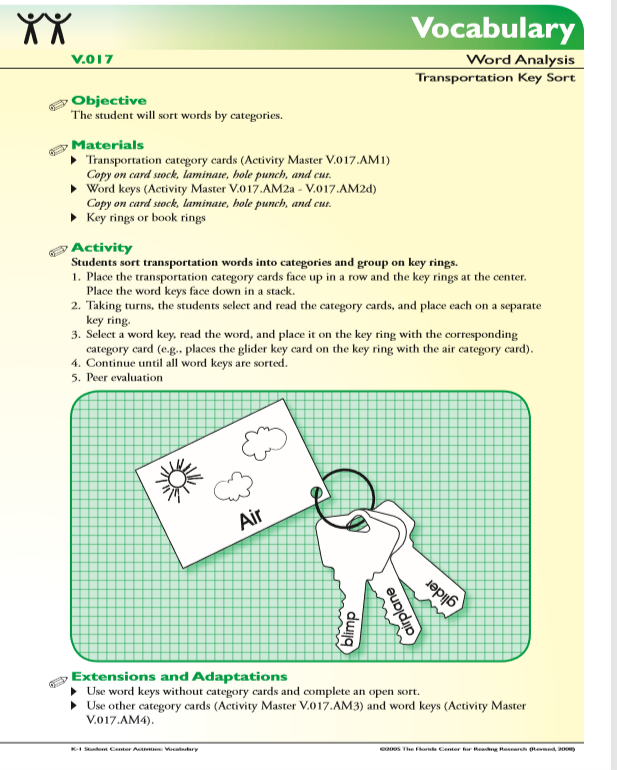 Vocabulary
V.017
Word Analysis
Transportation Key Sort
Objective
The student will sort words by categories.
Materials
Transportation category cards (Activity Master V.017.AM1)
Copy on card stock, laminate, hole punch, and cut.
Word keys (Activity Master V.017.AM2a - V.017.AM2d)
Copy on card stock, laminate, hole punch, and cut.
Key rings or book rings
Activity
Students sort transportation words into categories and group on key rings.
1. Place the transportation category cards face up in a row and the key rings at the center.
Place the word keys face down in a stack.
2. Taking turns, the students select and read the category cards, and place each on a separate
key ring.
3. Select a word key, read the word, and place it on the key ring with the corresponding
category card (e.g., places the glider key card on the key ring with the air category card).
4. Continue until all word keys are sorted.
5. Peer evaluation
Air
blimp
airplane
glider
Extensions and Adaptations
Use word keys without category cards and complete an open sort.
Use other category cards (Activity Master V.017.AM3) and word keys (Activity Master
V.017.AM4).
K-1 Student Center Activities: Vocabulary
©2005 The Florida Center for Reading Research (Revised, 2008)